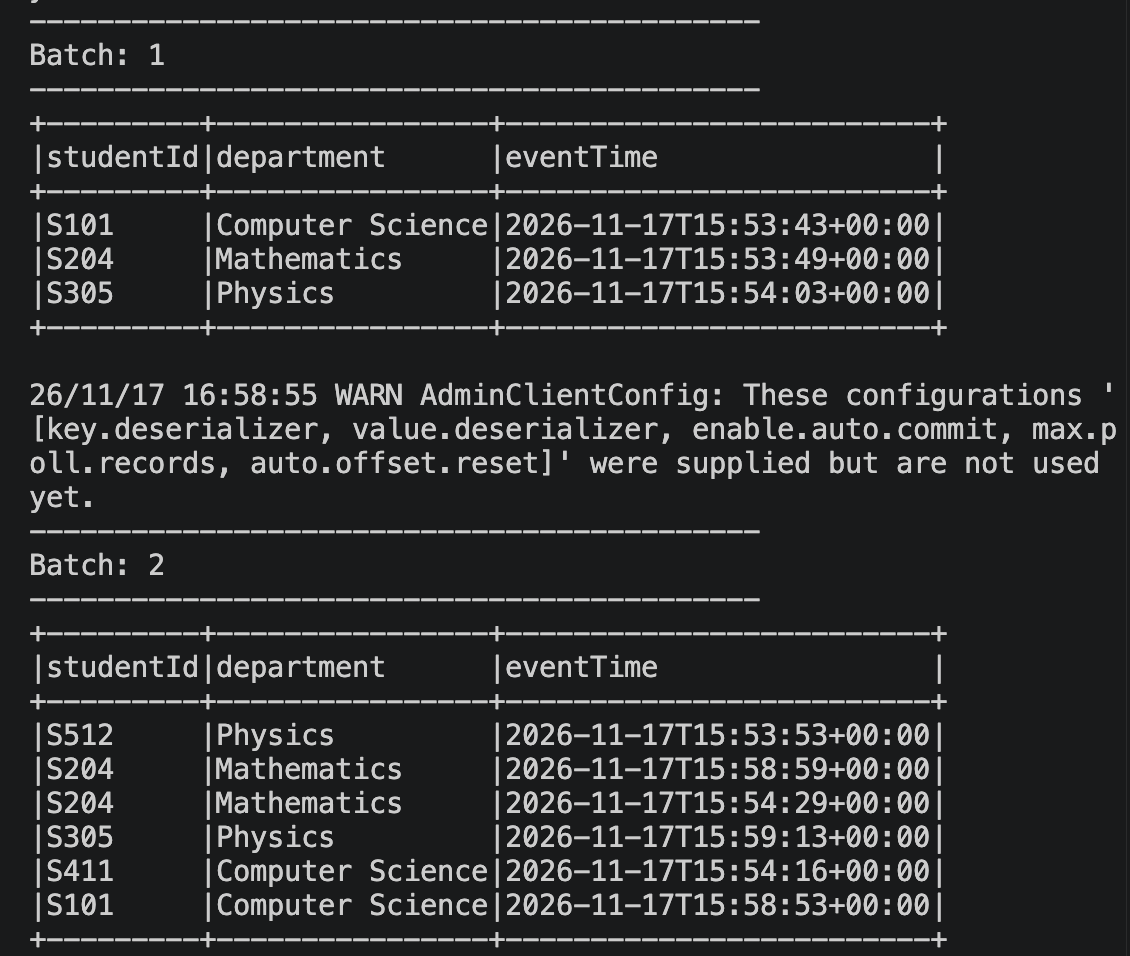 -------------------------------------------
Batch: 1
-------------------------------------------
+---------+----------------+-------------------------+
|studentId|department      |eventTime                |
+---------+----------------+-------------------------+
|S101     |Computer Science|2026-11-17T15:53:43+00:00|
|S204     |Mathematics     |2026-11-17T15:53:49+00:00|
|S305     |Physics         |2026-11-17T15:54:03+00:00|
+---------+----------------+-------------------------+
26/11/17 16:58:55 WARN AdminClientConfig: These configurations '
[key.deserializer, value.deserializer, enable.auto.commit, max.p
oll.records, auto.offset.reset]' were supplied but are not used
yet.
-------------------------------------------
Batch: 2
-------------------------------------------
+---------+----------------+-------------------------+
|studentId|department      |eventTime                |
+---------+----------------+-------------------------+
|S512     |Physics         |2026-11-17T15:53:53+00:00|
|S204     |Mathematics     |2026-11-17T15:58:59+00:00|
|S204     |Mathematics     |2026-11-17T15:54:29+00:00|
|S305     |Physics         |2026-11-17T15:59:13+00:00|
|S411     |Computer Science|2026-11-17T15:54:16+00:00|
|S101     |Computer Science|2026-11-17T15:58:53+00:00|
+---------+----------------+-------------------------+